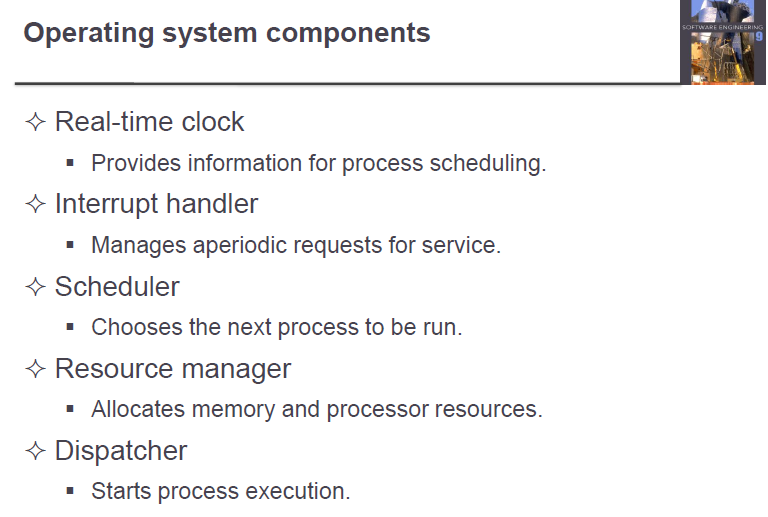 Operating system components
SOFTWARE ENGINEERING
9
✧ Real-time clock
▪ Provides information for process scheduling.
✧ Interrupt handler
▪ Manages aperiodic requests for service.
✧ Scheduler
▪ Chooses the next process to be run.
✧ Resource manager
▪ Allocates memory and processor resources.
✧ Dispatcher
▪ Starts process execution.